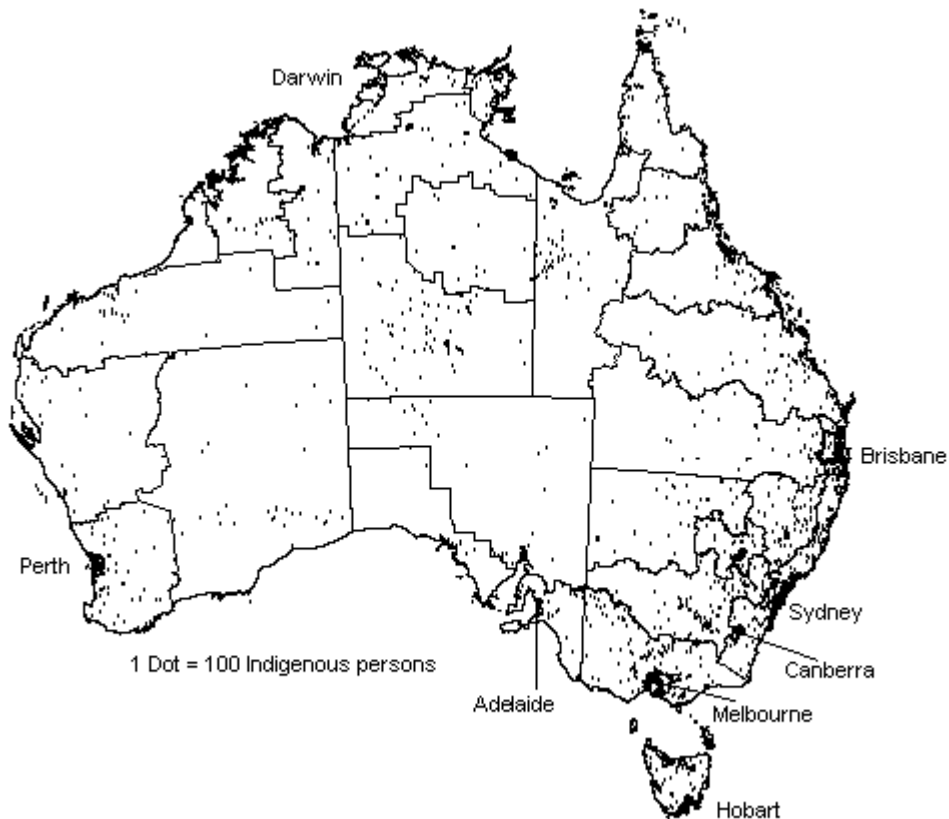 Darwin
Brisbane
Perth
Sydney
1 Dot = 100 Indigenous persons
Canberra
Adelaide
Melbourne
Hobart